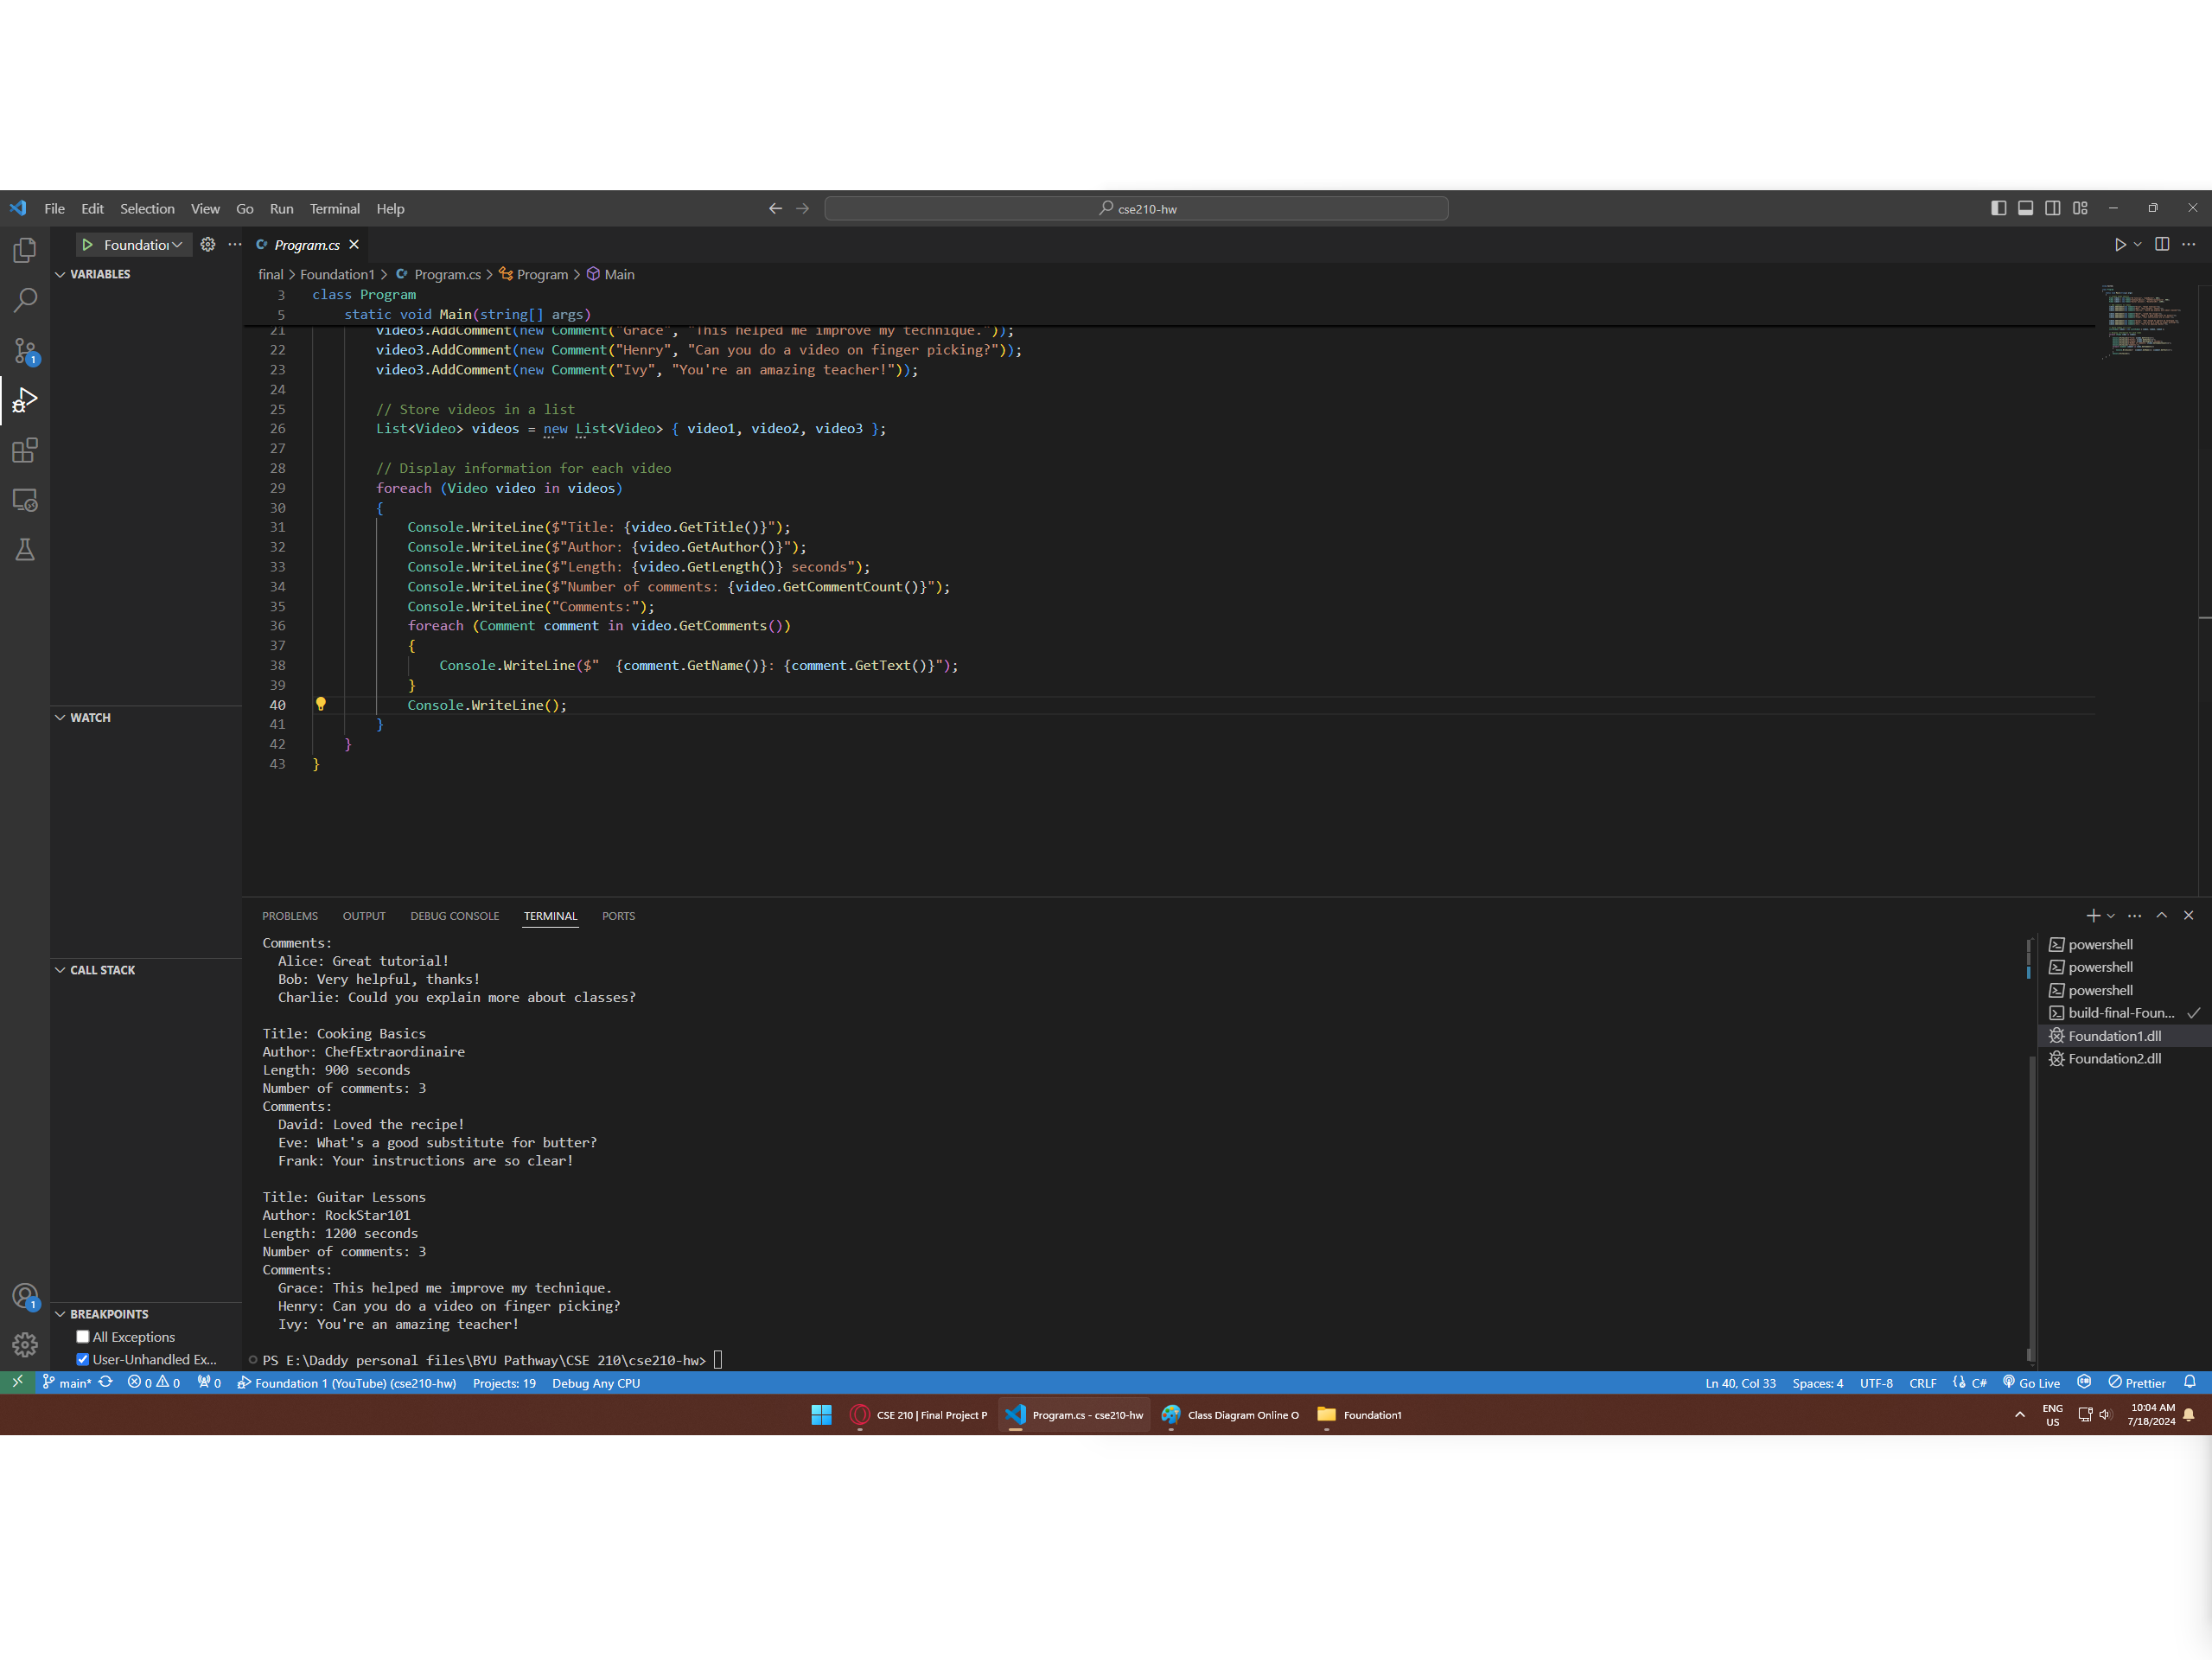 File Edit Selection View Go Run Terminal Help
cse210-hw
Foundation
Program.cs
VARIABLES
final > Foundation1 > Program.cs > Program > Main
3 class Program
5 static void Main(string[] args)
21 video3.AddComment(new Comment("Grace", "This helped me improve my technique."));
22 video3.AddComment(new Comment("Henry", "Can you do a video on finger picking?"));
23 video3.AddComment(new Comment("Ivy", "You're an amazing teacher!"));
24
25 // Store videos in a list
26 List<Video> videos = new List<Video> { video1, video2, video3 };
27
28 // Display information for each video
29 foreach (Video video in videos)
30 {
31 Console.WriteLine($"Title: {video.GetTitle()}");
32 Console.WriteLine($"Author: {video.GetAuthor()}");
33 Console.WriteLine($"Length: {video.GetLength()} seconds");
34 Console.WriteLine($"Number of comments: {video.GetCommentCount()}");
35 Console.WriteLine("Comments:");
36 foreach (Comment comment in video.GetComments())
37 {
38 Console.WriteLine($"  {comment.GetName()}: {comment.GetText()}");
39 }
40 Console.WriteLine();
41 }
42 }
43 }
WATCH
CALL STACK
BREAKPOINTS
All Exceptions
User-Unhandled Ex...
PROBLEMS OUTPUT DEBUG CONSOLE TERMINAL PORTS
Comments:
Alice: Great tutorial!
Bob: Very helpful, thanks!
Charlie: Could you explain more about classes?
Title: Cooking Basics
Author: ChefExtraordinaire
Length: 900 seconds
Number of comments: 3
Comments:
David: Loved the recipe!
Eve: What's a good substitute for butter?
Frank: Your instructions are so clear!
Title: Guitar Lessons
Author: RockStar101
Length: 1200 seconds
Number of comments: 3
Comments:
Grace: This helped me improve my technique.
Henry: Can you do a video on finger picking?
Ivy: You're an amazing teacher!
PS E:\Daddy personal files\BYU Pathway\CSE 210\cse210-hw>
powershell
powershell
powershell
build-final-Foun...
Foundation1.dll
Foundation2.dll
1
1
main* 0 0 0 Foundation 1 (YouTube) (cse210-hw) Projects: 19 Debug Any CPU Ln 40, Col 33 Spaces: 4 UTF-8 CRLF C# Go Live Prettier
CSE 210 | Final Project P Program.cs - cse210-hw Class Diagram Online O Foundation1
ENG
US
10:04 AM
7/18/2024